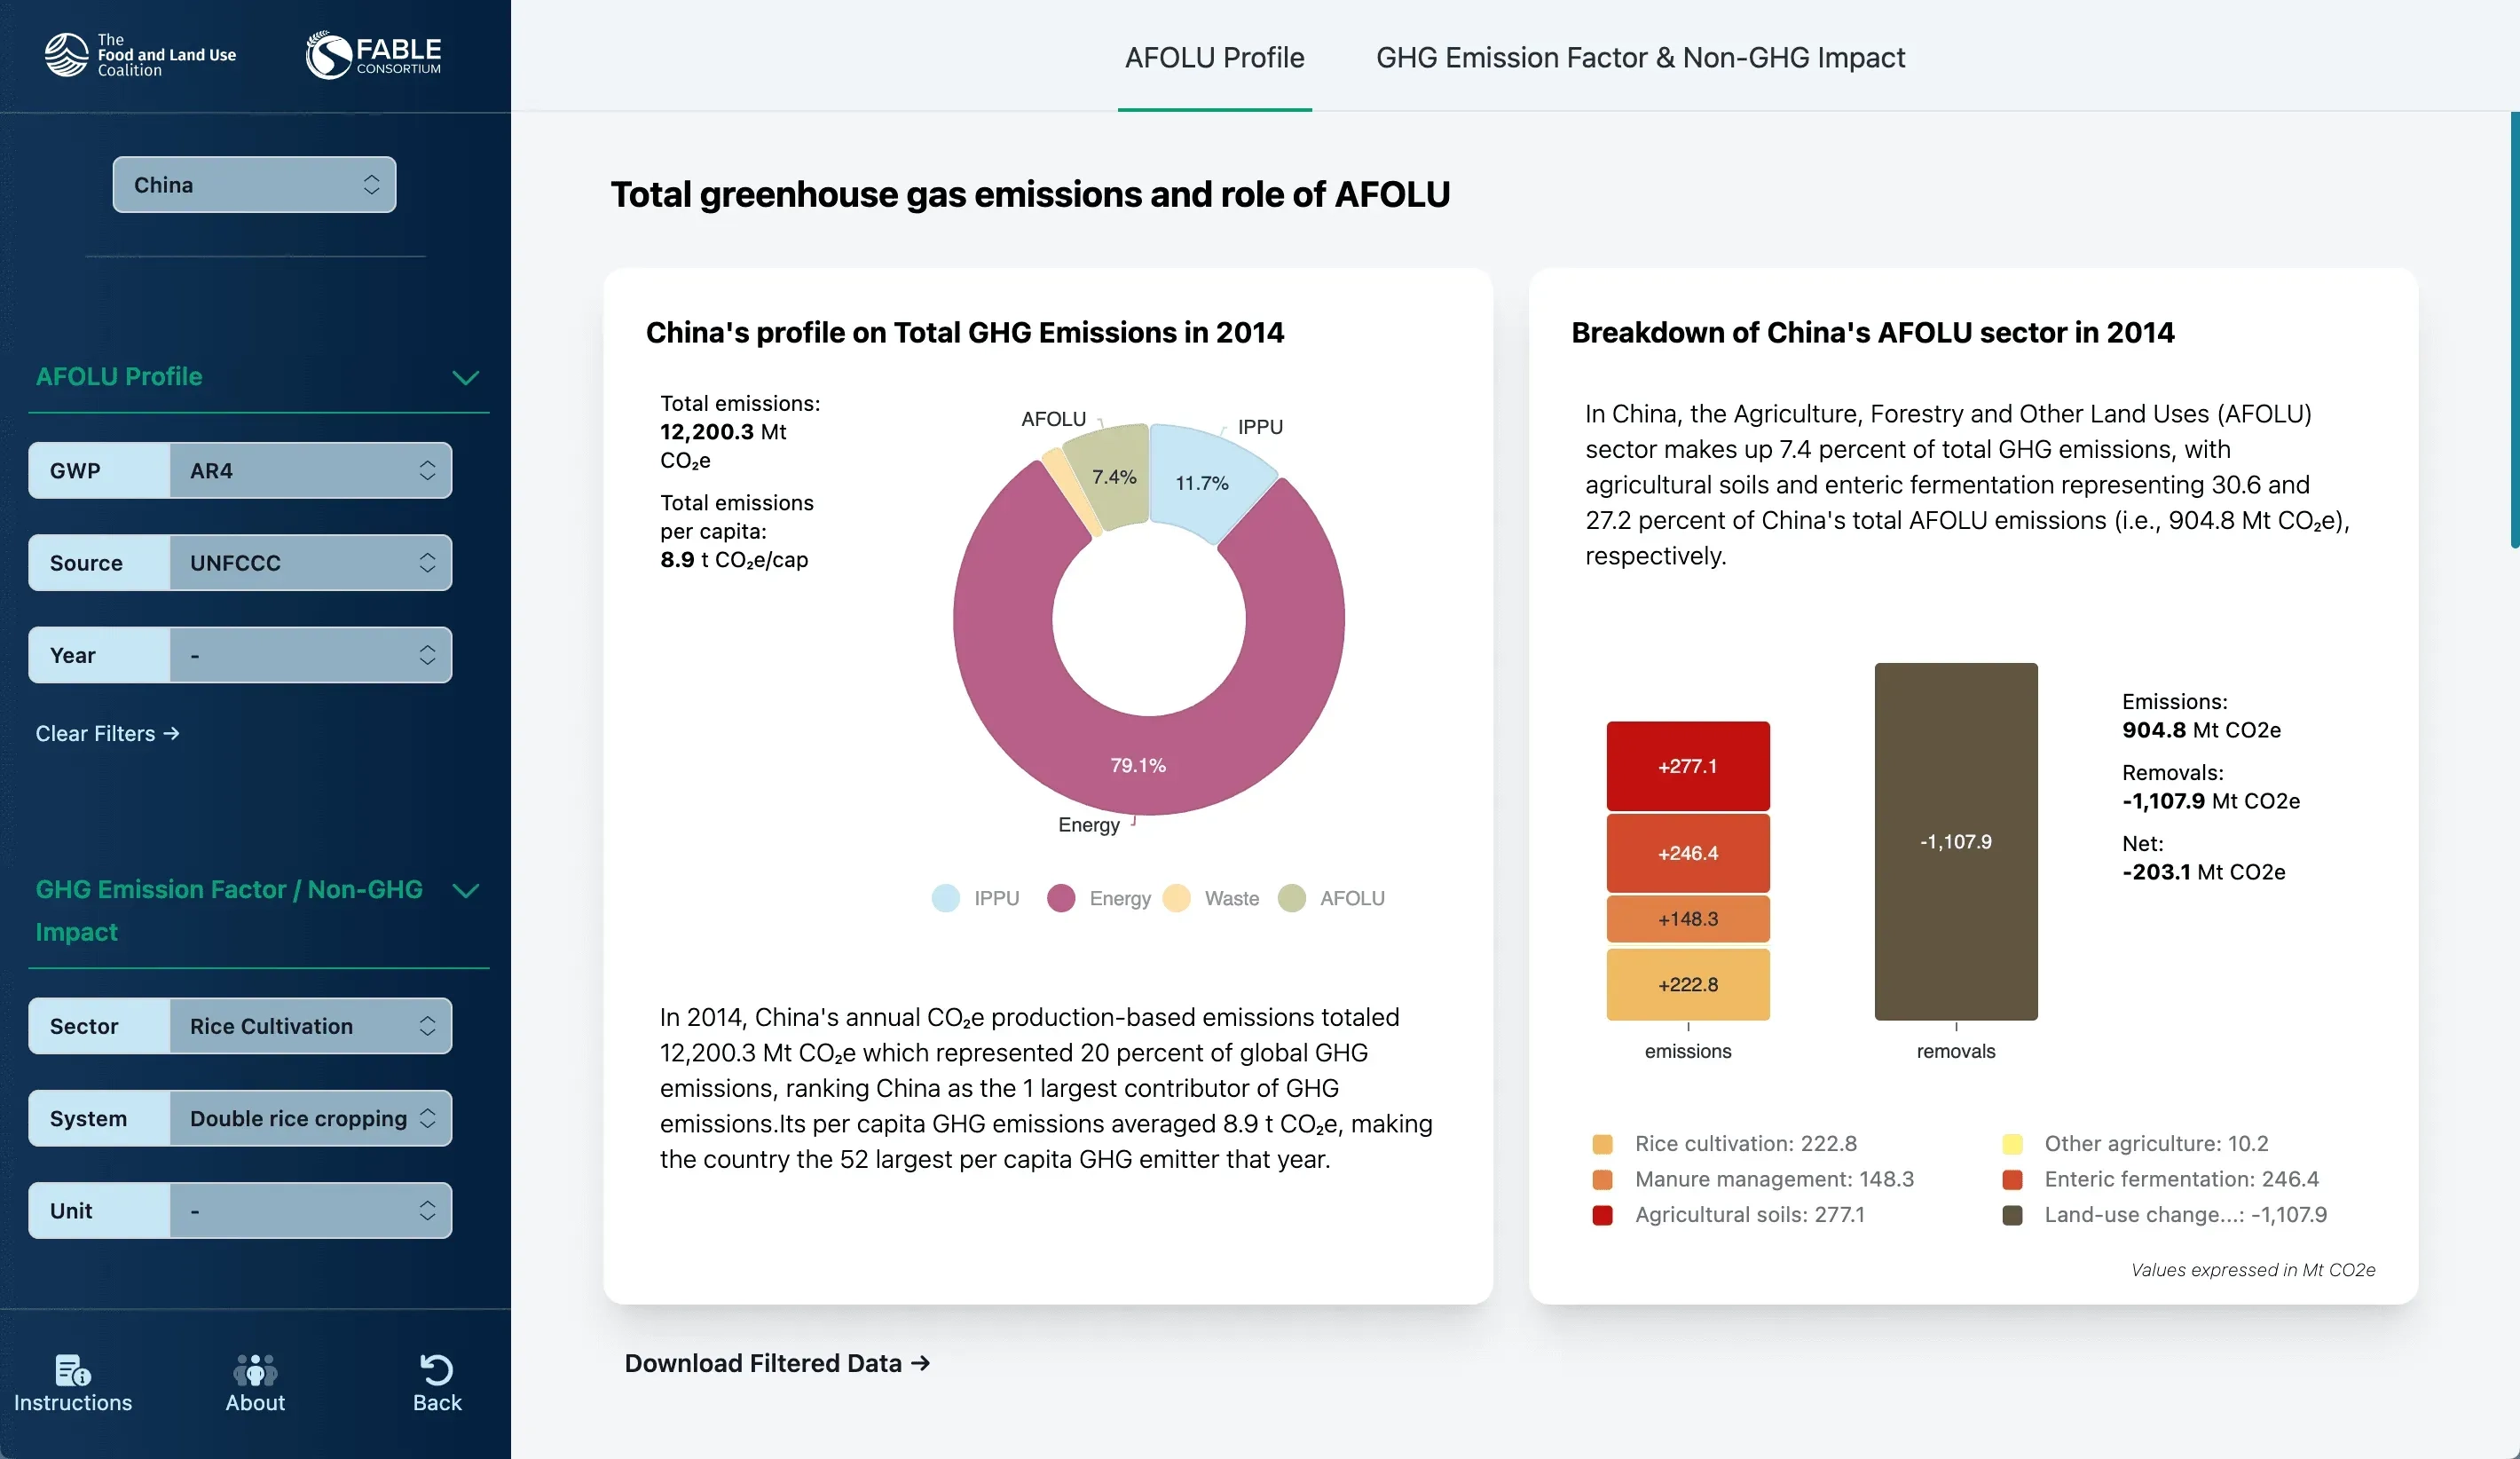 The
Food and Land Use
Coalition
FABLE
CONSORTIUM
China
AFOLU Profile
GWP AR4
Source UNFCCC
Year -
Clear Filters →
GHG Emission Factor / Non-GHG
Impact
Sector Rice Cultivation
System Double rice cropping
Unit -
Instructions
About
Back
AFOLU Profile
GHG Emission Factor & Non-GHG Impact
Total greenhouse gas emissions and role of AFOLU
China's profile on Total GHG Emissions in 2014
Total emissions:
12,200.3 Mt
CO₂e
Total emissions
per capita:
8.9 t CO₂e/cap
AFOLU
IPPU
7.4%
11.7%
79.1%
Energy
IPPU Energy Waste AFOLU
In 2014, China's annual CO₂e production-based emissions totaled
12,200.3 Mt CO₂e which represented 20 percent of global GHG
emissions, ranking China as the 1 largest contributor of GHG
emissions.Its per capita GHG emissions averaged 8.9 t CO₂e, making
the country the 52 largest per capita GHG emitter that year.
Breakdown of China's AFOLU sector in 2014
In China, the Agriculture, Forestry and Other Land Uses (AFOLU)
sector makes up 7.4 percent of total GHG emissions, with
agricultural soils and enteric fermentation representing 30.6 and
27.2 percent of China's total AFOLU emissions (i.e., 904.8 Mt CO₂e),
respectively.
+277.1
+246.4
+148.3
+222.8
emissions
-1,107.9
removals
Emissions:
904.8 Mt CO2e
Removals:
-1,107.9 Mt CO2e
Net:
-203.1 Mt CO2e
Rice cultivation: 222.8
Other agriculture: 10.2
Manure management: 148.3
Enteric fermentation: 246.4
Agricultural soils: 277.1
Land-use change...: -1,107.9
Values expressed in Mt CO2e
Download Filtered Data →